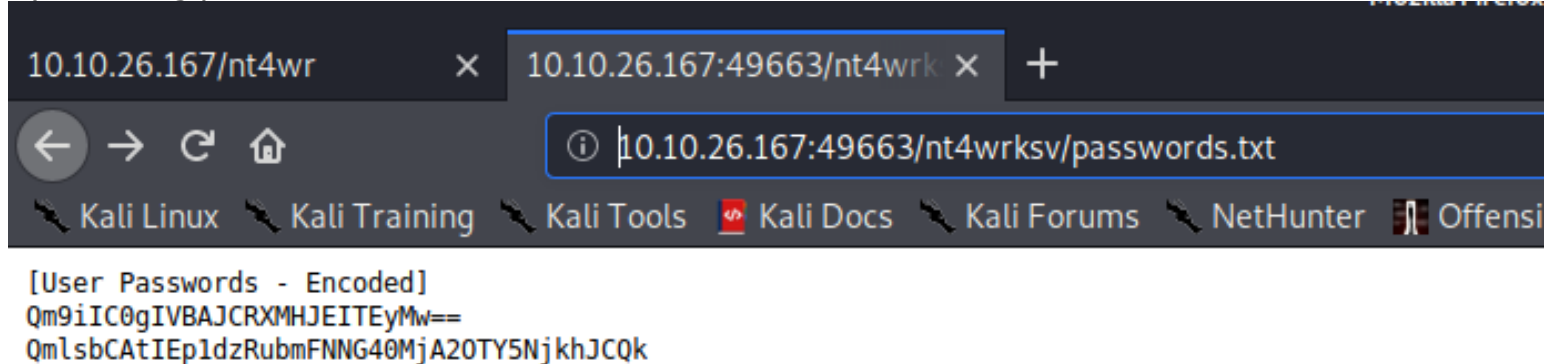 10.10.26.167/nt4wr
10.10.26.167:49663/nt4wrk
10.10.26.167:49663/nt4wrksv/passwords.txt
Kali Linux Kali Training Kali Tools Kali Docs Kali Forums NetHunter Offensi
[User Passwords - Encoded]
Qm9iIC0gIVBAJCRXMHJEITEyMw==
QmlsbCAtIEp1dzRubmFNNG40MjA2OTY5NjkhJCQk